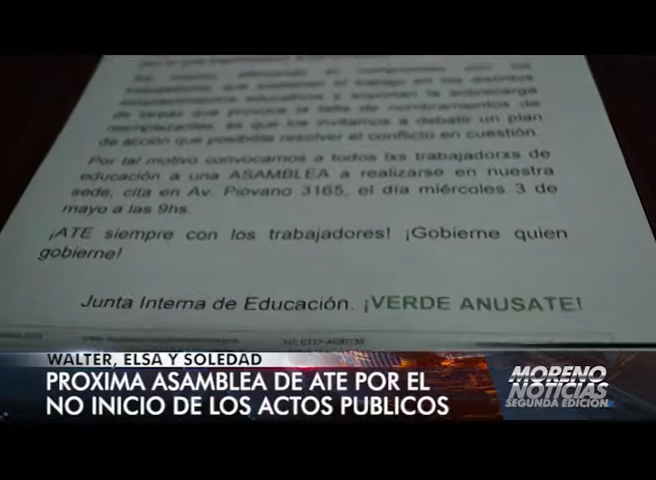 trabajadores que sostienen el trabajo en los distintos
establecimientos educativos y soportan la sobrecarga
de tareas que provoca la falta de nombramientos de
reemplazantes, es que los invitamos a debatir un plan
de acción que posibilite resolver el conflicto en cuestión.
Por tal motivo convocamos a todos lxs trabajadorxs de
educación a una ASAMBLEA a realizarse en nuestra
sede, cita en Av. Piovano 3165, el día miércoles 3 de
mayo a las 9hs.
¡ATE siempre con los trabajadores! ¡Gobierne quien
gobierne!
Junta Interna de Educación. ¡VERDE ANUSATE!
WALTER, ELSA Y SOLEDAD
PROXIMA ASAMBLEA DE ATE POR EL
NO INICIO DE LOS ACTOS PUBLICOS
MORENO
NOTICIAS
SEGUNDA EDICION